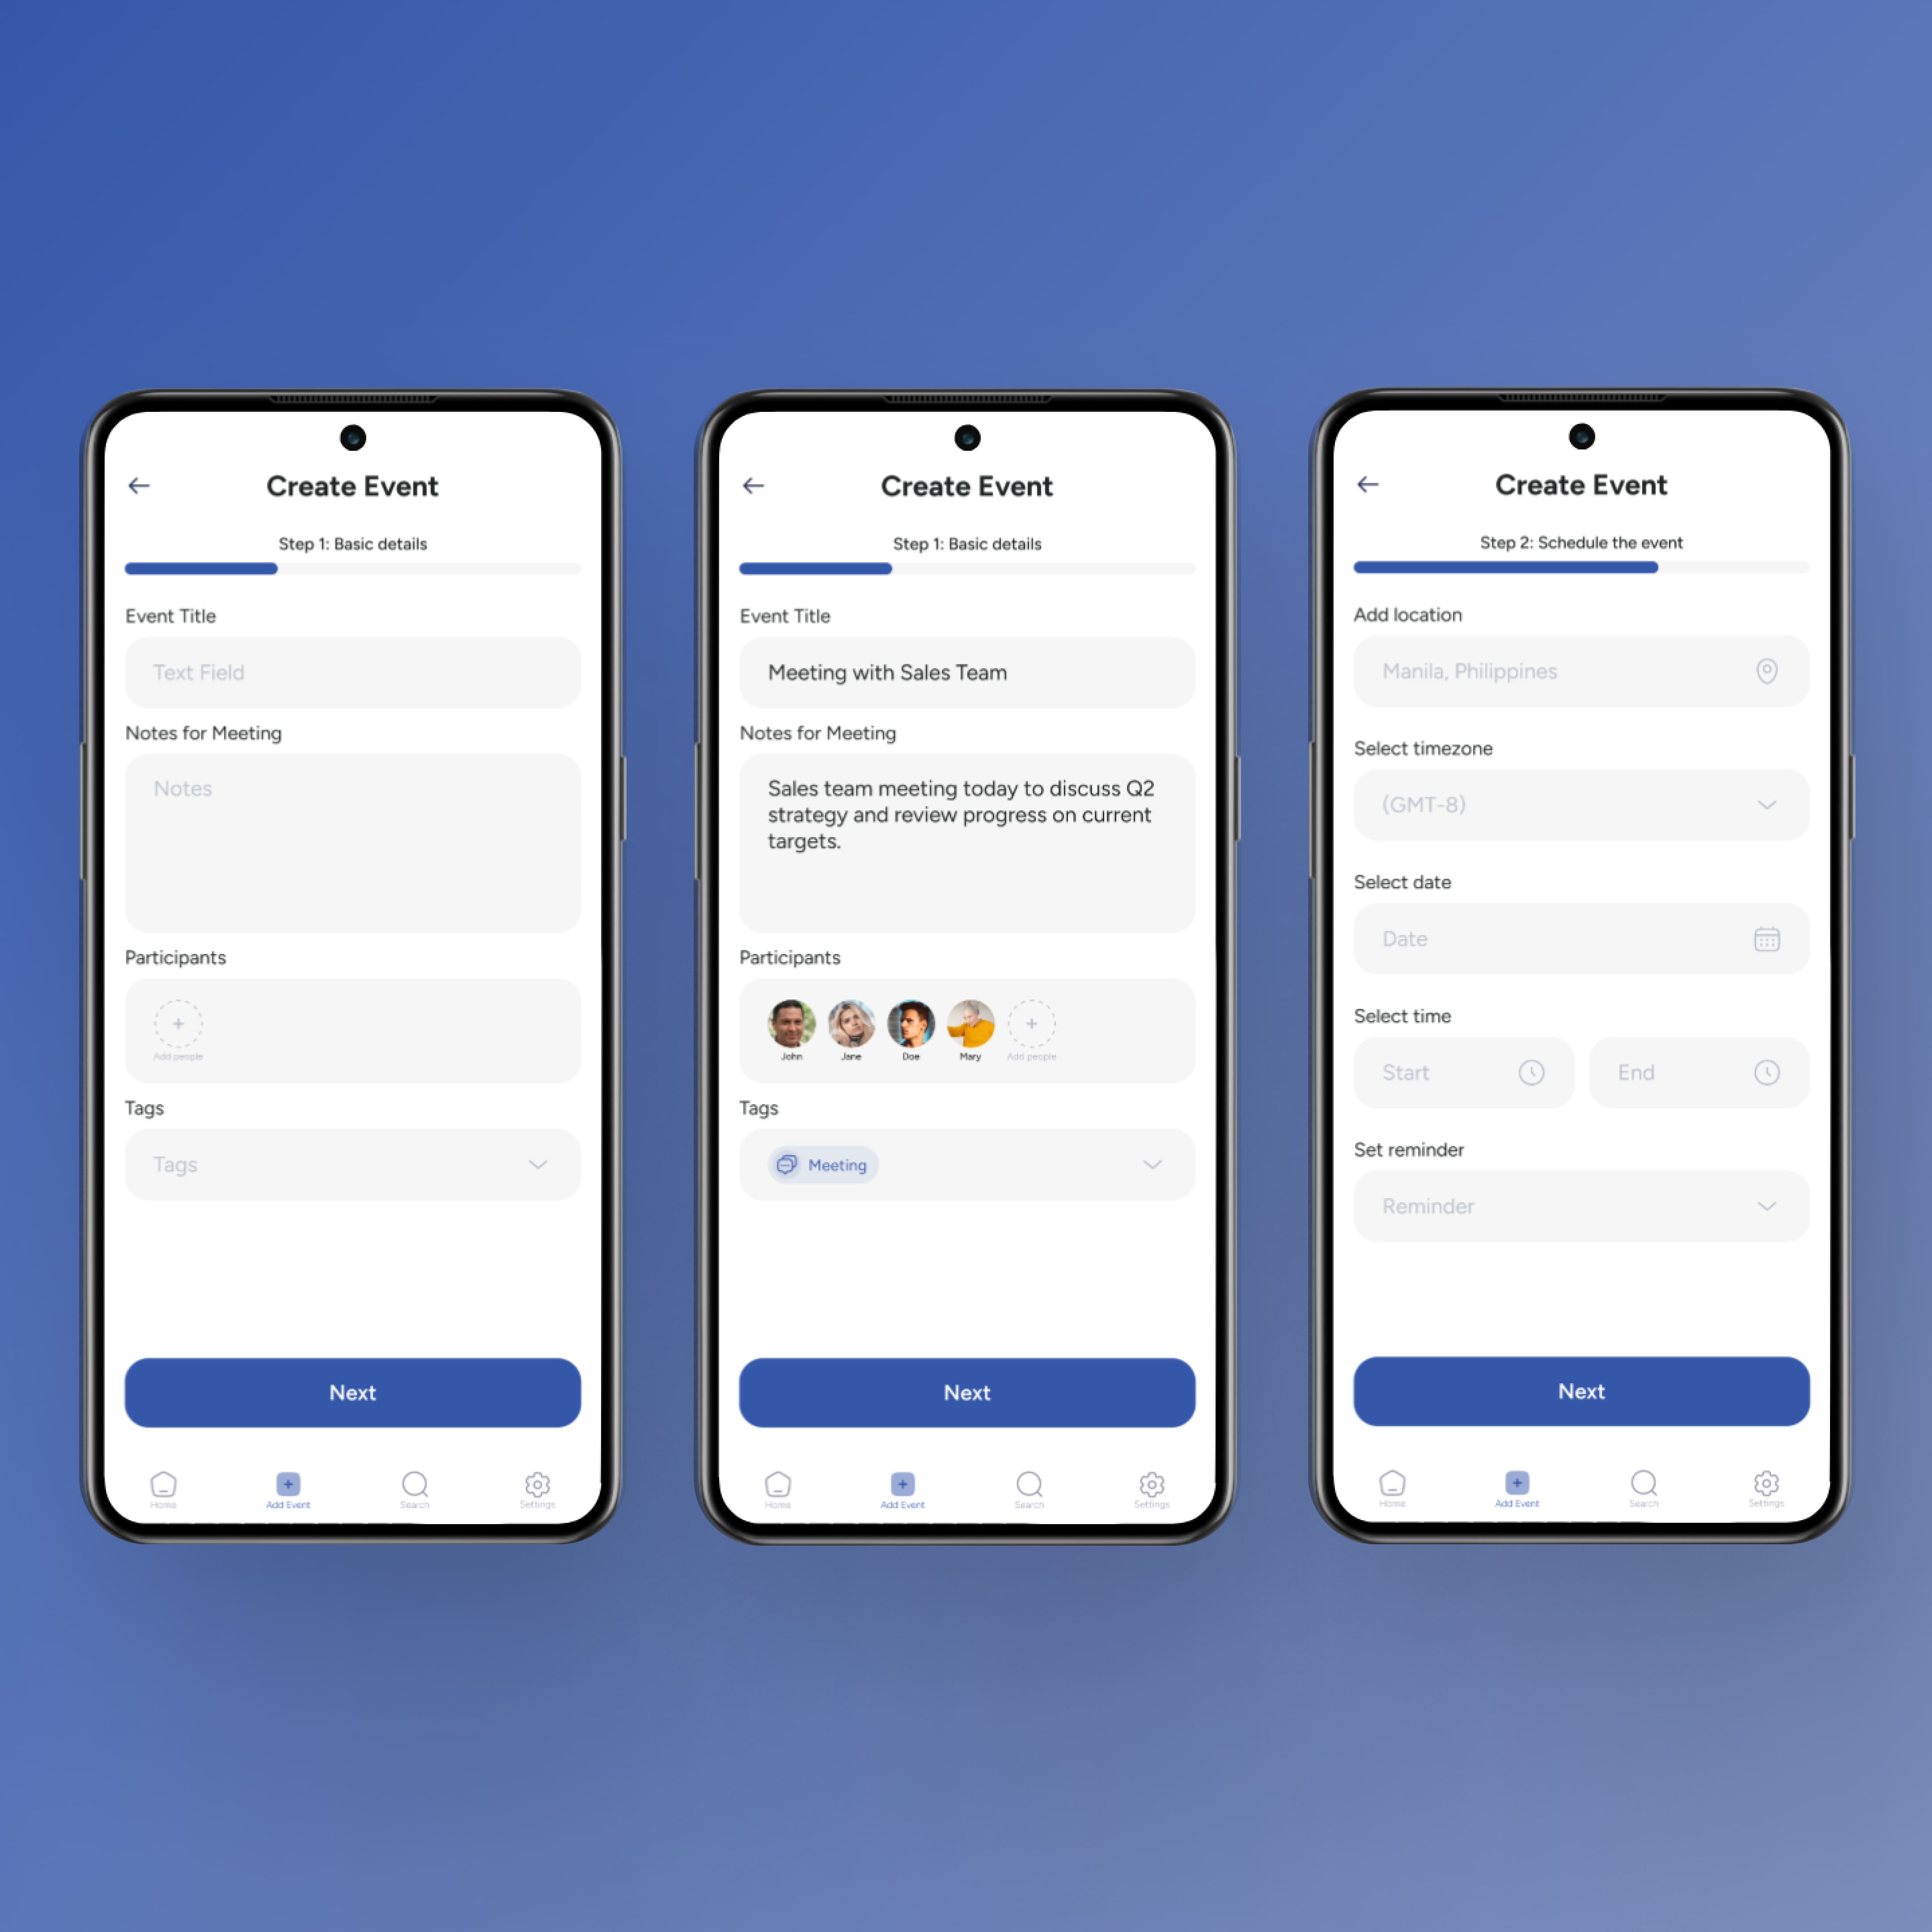 Create Event
Step 1: Basic details
Event Title
Text Field
Notes for Meeting
Notes
Participants
Add people
Tags
Tags
Next
Home
Add Event
Search
Settings
Create Event
Step 1: Basic details
Event Title
Meeting with Sales Team
Notes for Meeting
Sales team meeting today to discuss Q2
strategy and review progress on current
targets.
Participants
John
Jane
Doe
Mary
Add people
Tags
Meeting
Next
Home
Add Event
Search
Settings
Create Event
Step 2: Schedule the event
Add location
Manila, Philippines
Select timezone
(GMT-8)
Select date
Date
Select time
Start
End
Set reminder
Reminder
Next
Home
Add Event
Search
Settings